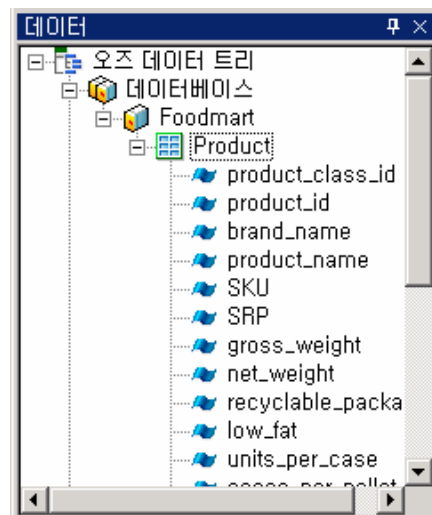 데이터
오즈 데이터 트리
데이터베이스
Foodmart
Product
product_class_id
product_id
brand_name
product_name
SKU
SRP
gross_weight
net_weight
recyclable_packa
low_fat
units_per_case